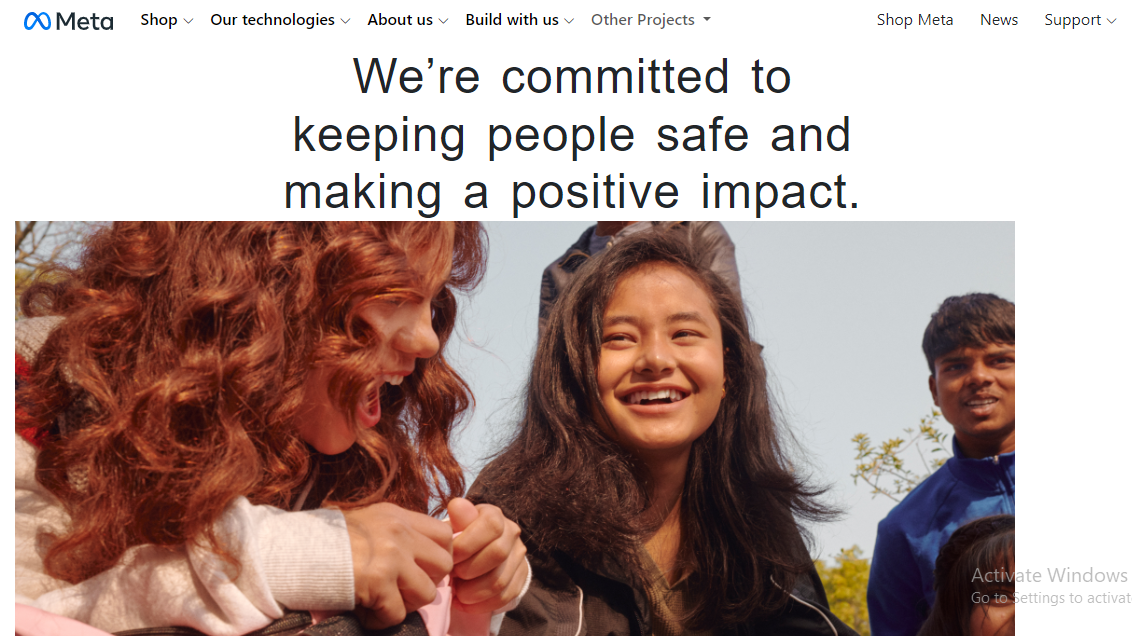 Meta Shop Our technologies About us Build with us Other Projects Shop Meta News Support
We’re committed to
keeping people safe and
making a positive impact.
Activate Windows
Go to Settings to activat